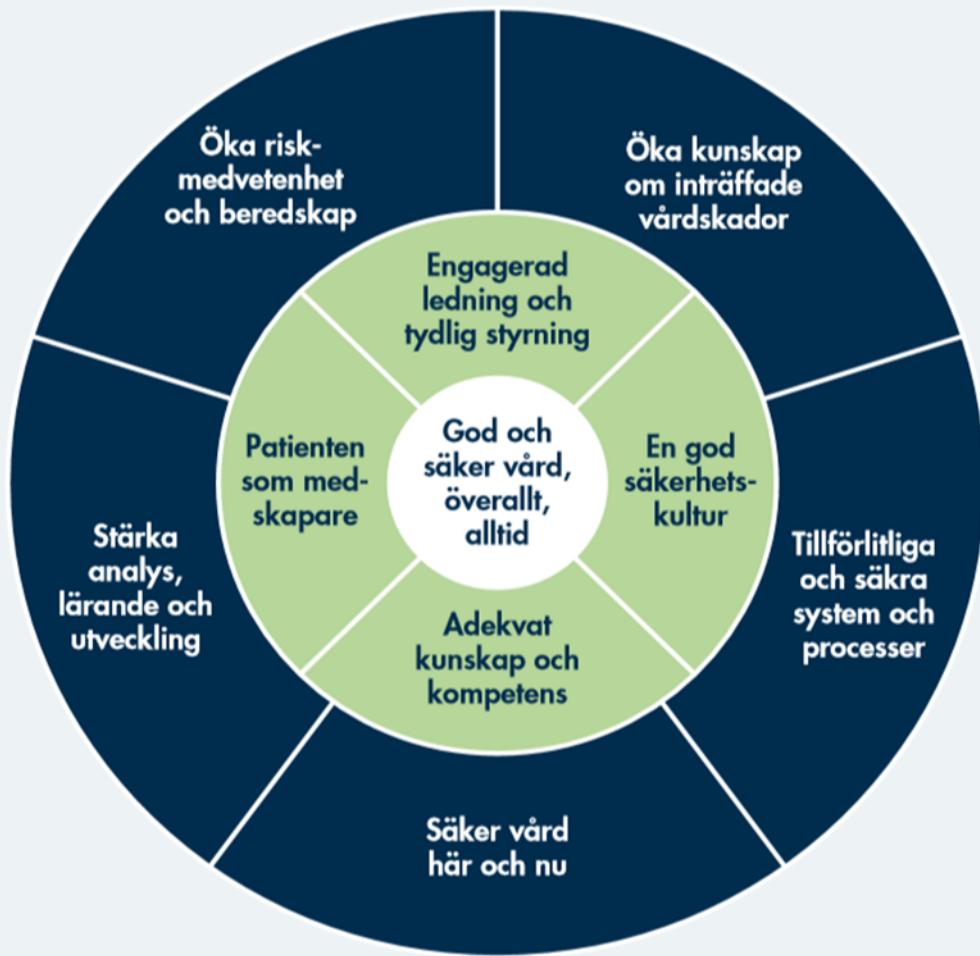 Öka risk-
medvetenhet
och beredskap
Öka kunskap
om inträffade
vårdskador
Engagerad
ledning och
tydlig styrning
Patienten
som med-
skapare
God och
säker vård,
överallt,
alltid
En god
säkerhets-
kultur
Stärka
analys,
lärande och
utveckling
Tillförlitliga
och säkra
system och
processer
Adekvat
kunskap och
kompetens
Säker vård
här och nu